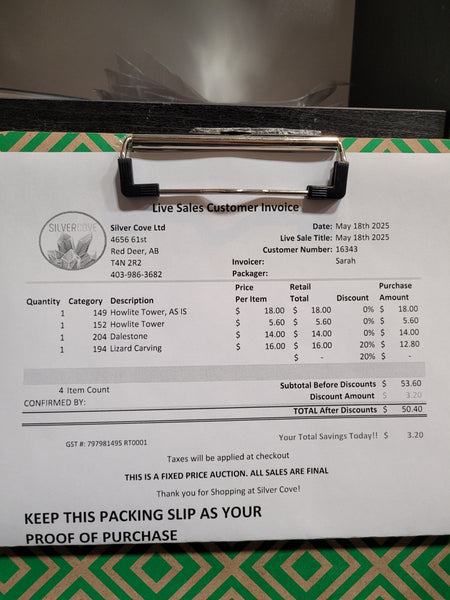 Live Sales Customer Invoice
SILVERCOVE
Silver Cove Ltd
4656 61st
Red Deer, AB
T4N 2R2
403-986-3682
Date: May 18th 2025
Live Sale Title: May 18th 2025
Customer Number: 16343
Invoicer: Sarah
Packager:
Quantity Category Description Price Per Item Retail Total Discount Purchase Amount
1 149 Howlite Tower, AS IS $ 18.00 $ 18.00 0% $ 18.00
1 152 Howlite Tower $ 5.60 $ 5.60 0% $ 5.60
1 204 Dalestone $ 14.00 $ 14.00 0% $ 14.00
1 194 Lizard Carving $ 16.00 $ 16.00 20% $ 12.80
$ - 20% $ -
4 Item Count Subtotal Before Discounts $ 53.60
CONFIRMED BY: Discount Amount $ 3.20
TOTAL After Discounts $ 50.40
GST #: 797981495 RT0001 Your Total Savings Today!! $ 3.20
Taxes will be applied at checkout
THIS IS A FIXED PRICE AUCTION. ALL SALES ARE FINAL
Thank you for Shopping at Silver Cove!
KEEP THIS PACKING SLIP AS YOUR
PROOF OF PURCHASE